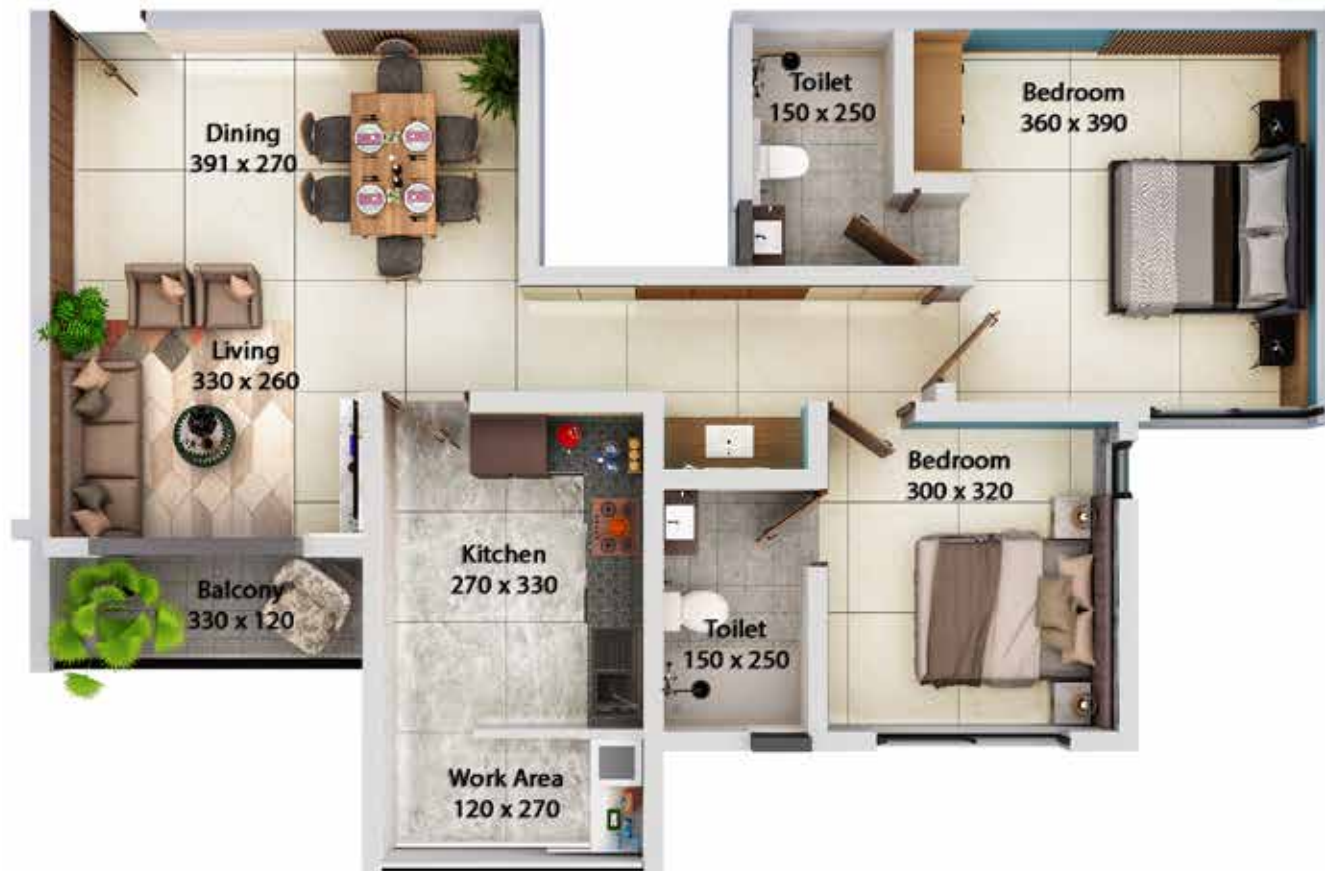 Dining
391 x 270
Toilet
150 x 250
Bedroom
360 x 390
Living
330 x 260
Bedroom
300 x 320
Kitchen
270 x 330
Balcony
330 x 120
Toilet
150 x 250
Work Area
120 x 270